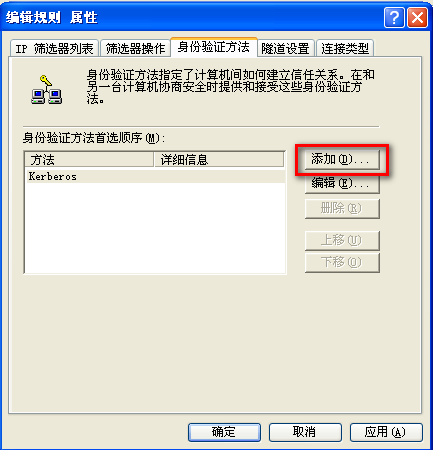 编辑规则 属性
IP 筛选器列表 筛选器操作 身份验证方法 隧道设置 连接类型
身份验证方法指定了计算机间如何建立信任关系。在和
另一台计算机协商安全时提供和接受这些身份验证方
法。
身份验证方法首选顺序(M):
方法 详细信息
Kerberos
添加(D)...
编辑(E)...
删除(R)
上移(U)
下移(O)
确定 取消 应用(A)